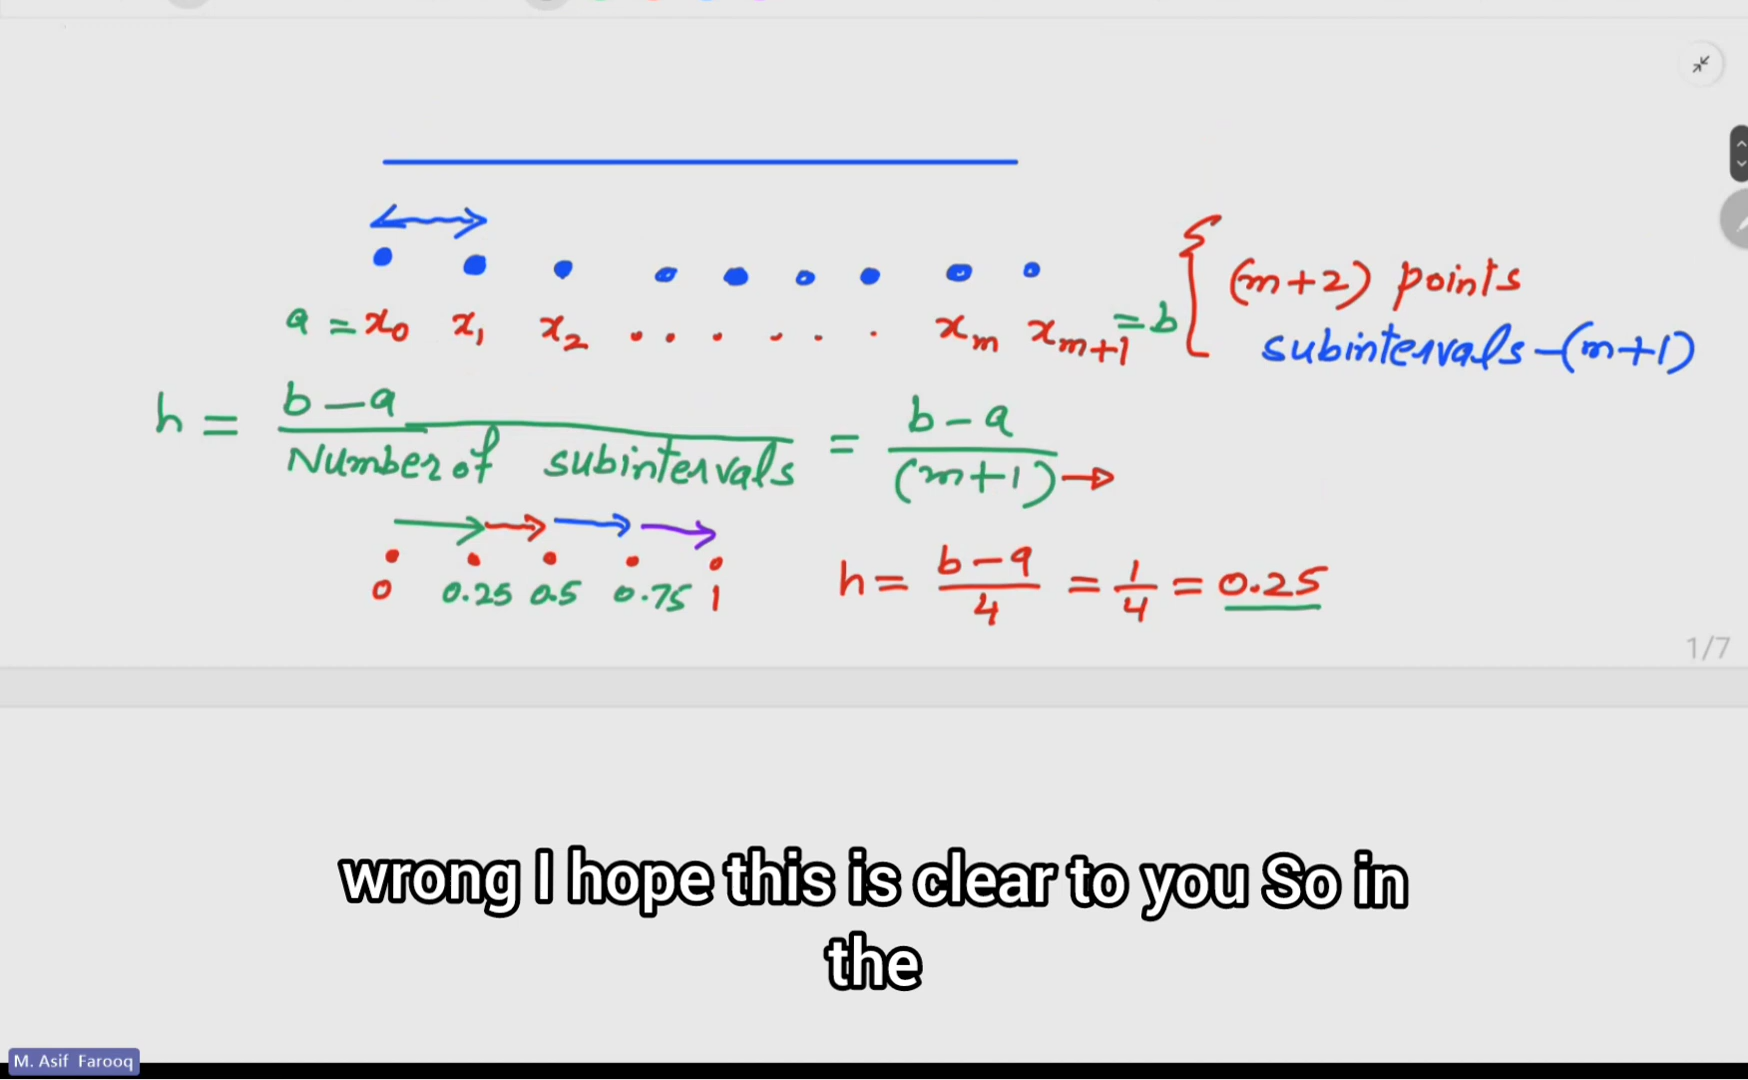 (m+2) points
a = x₀ x₁ x₂ . . . . . . xₘ xₘ₊₁ = b
subintervals – (m+1)
h = b – a / Number of subintervals = b – a / (m+1) →
0 0.25 0.5 0.75 1
h = b – a / 4 = 1/4 = 0.25
1/7
wrong I hope this is clear to you So in
the
M. Asif Farooq